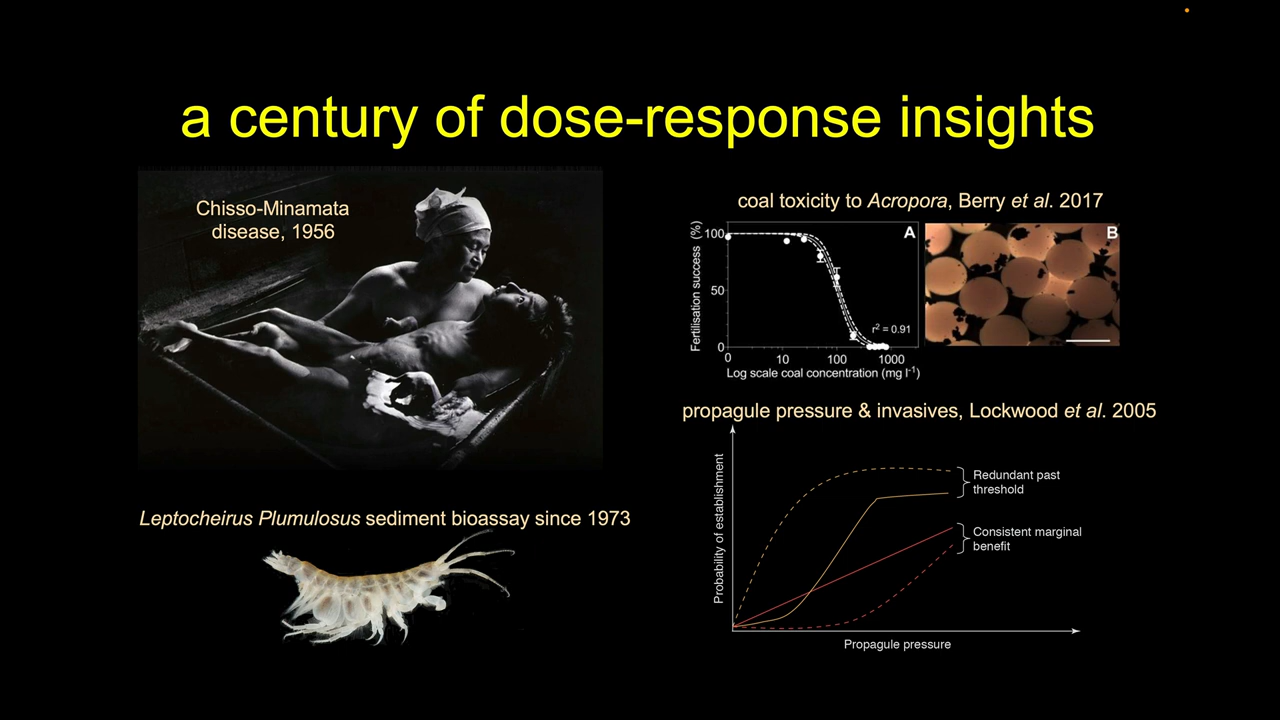 a century of dose-response insights
Chisso-Minamata
disease, 1956
coal toxicity to Acropora, Berry et al. 2017
Fertilisation success (%)
100
50
0
A
r² = 0.91
0
10
100
1000
Log scale coal concentration (mg l⁻¹)
B
propagule pressure & invasives, Lockwood et al. 2005
Probability of establishment
Redundant past
threshold
Consistent marginal
benefit
Propagule pressure
Leptocheirus Plumulosus sediment bioassay since 1973